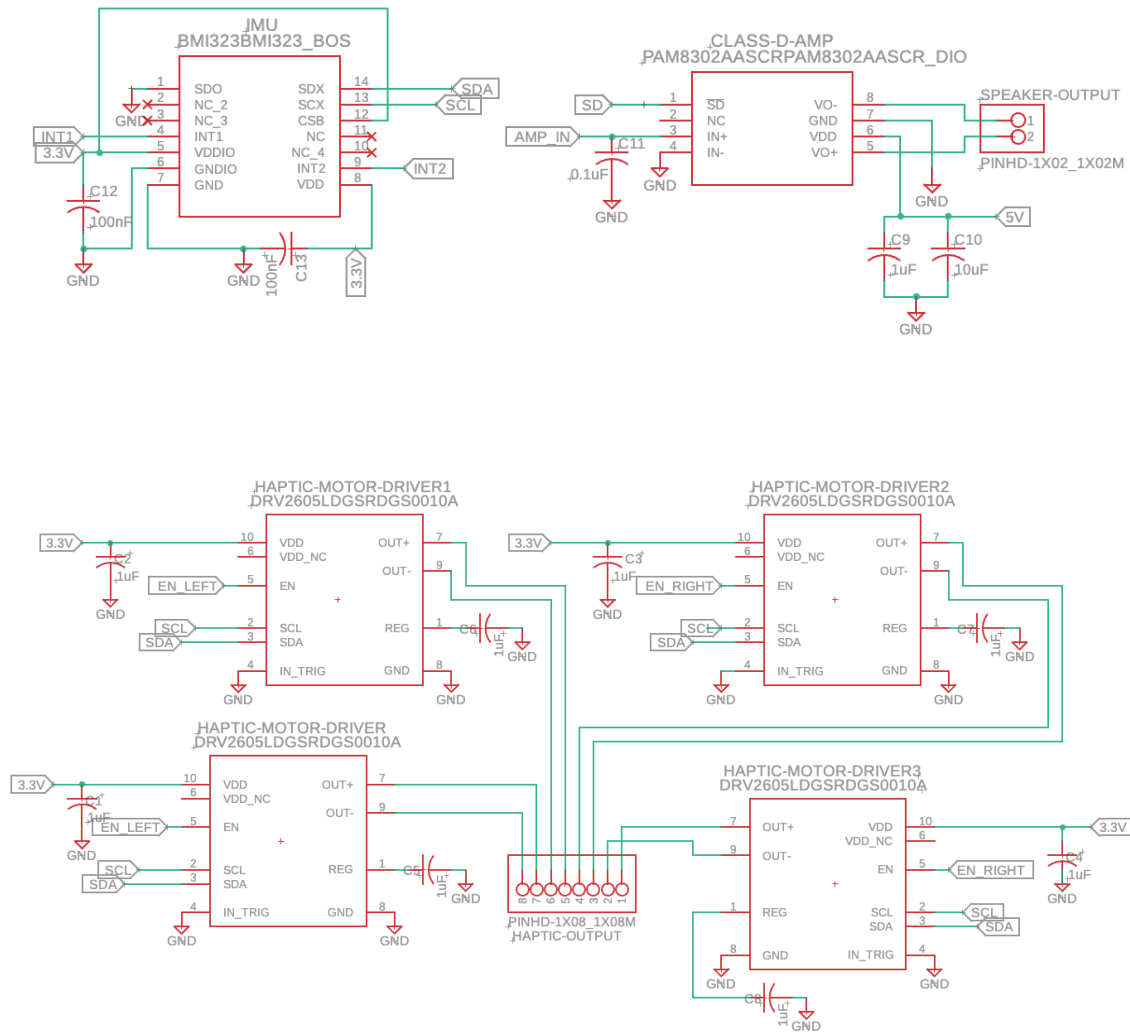 IMU
BMI323BMI323_BOS
1 SDO SDX 14 SDA
2 NC_2 SCX 13 SCL
GND
3 NC_3 CSB 12
INT1 4 INT1 NC 11
3.3V 5 VDDIO NC_4 10
6 GNDIO INT2 9 INT2
7 GND VDD 8
C12
100nF
GND
GND
100nF
C13
3.3V
CLASS-D-AMP
PAM8302AASCRPAM8302AASCR_DIO
SD 1 SD VO- 8
2 NC GND 7
AMP_IN 3 IN+ VDD 6
4 IN- VO+ 5
C11
0.1uF
GND
GND
GND
SPEAKER-OUTPUT
1
2
PINHD-1X02_1X02M
5V
C9
1uF
C10
10uF
GND
HAPTIC-MOTOR-DRIVER1
DRV2605LDGSRDGS0010A
3.3V 10 VDD OUT+ 7
6 VDD_NC OUT- 9
C2
1uF
GND
EN_LEFT 5 EN
SCL 2 SCL REG 1
SDA 3 SDA
C6
1uF
GND
4 IN_TRIG GND 8
GND
GND
HAPTIC-MOTOR-DRIVER2
DRV2605LDGSRDGS0010A
3.3V 10 VDD OUT+ 7
6 VDD_NC OUT- 9
C3
1uF
GND
EN_RIGHT 5 EN
SCL 2 SCL REG 1
SDA 3 SDA
C7
1uF
GND
4 IN_TRIG GND 8
GND
GND
HAPTIC-MOTOR-DRIVER
DRV2605LDGSRDGS0010A
3.3V 10 VDD OUT+ 7
6 VDD_NC OUT- 9
C1
1uF
GND
EN_LEFT 5 EN
SCL 2 SCL REG 1
SDA 3 SDA
C5
1uF
GND
4 IN_TRIG GND 8
GND
GND
8 7 6 5 4 3 2 1
PINHD-1X08_1X08M
HAPTIC-OUTPUT
HAPTIC-MOTOR-DRIVER3
DRV2605LDGSRDGS0010A
7 OUT+ VDD 10 3.3V
9 OUT- VDD_NC 6
C4
1uF
GND
EN 5 EN_RIGHT
1 REG SCL 2 SCL
SDA 3 SDA
8 GND IN_TRIG 4
GND
GND
C8
1uF
GND